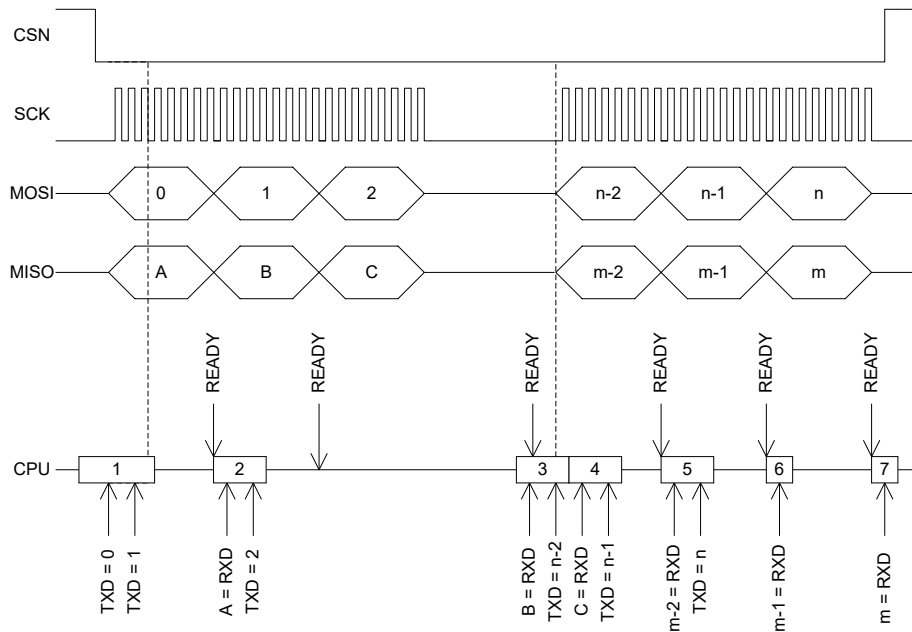 CSN
SCK
MOSI
0
1
2
n-2
n-1
n
MISO
A
B
C
m-2
m-1
m
READY
READY
READY
READY
READY
READY
CPU
1
2
3
4
5
6
7
TXD = 0
TXD = 1
A = RXD
TXD = 2
B = RXD
TXD = n-2
C = RXD
TXD = n-1
m-2 = RXD
TXD = n
m-1 = RXD
m = RXD